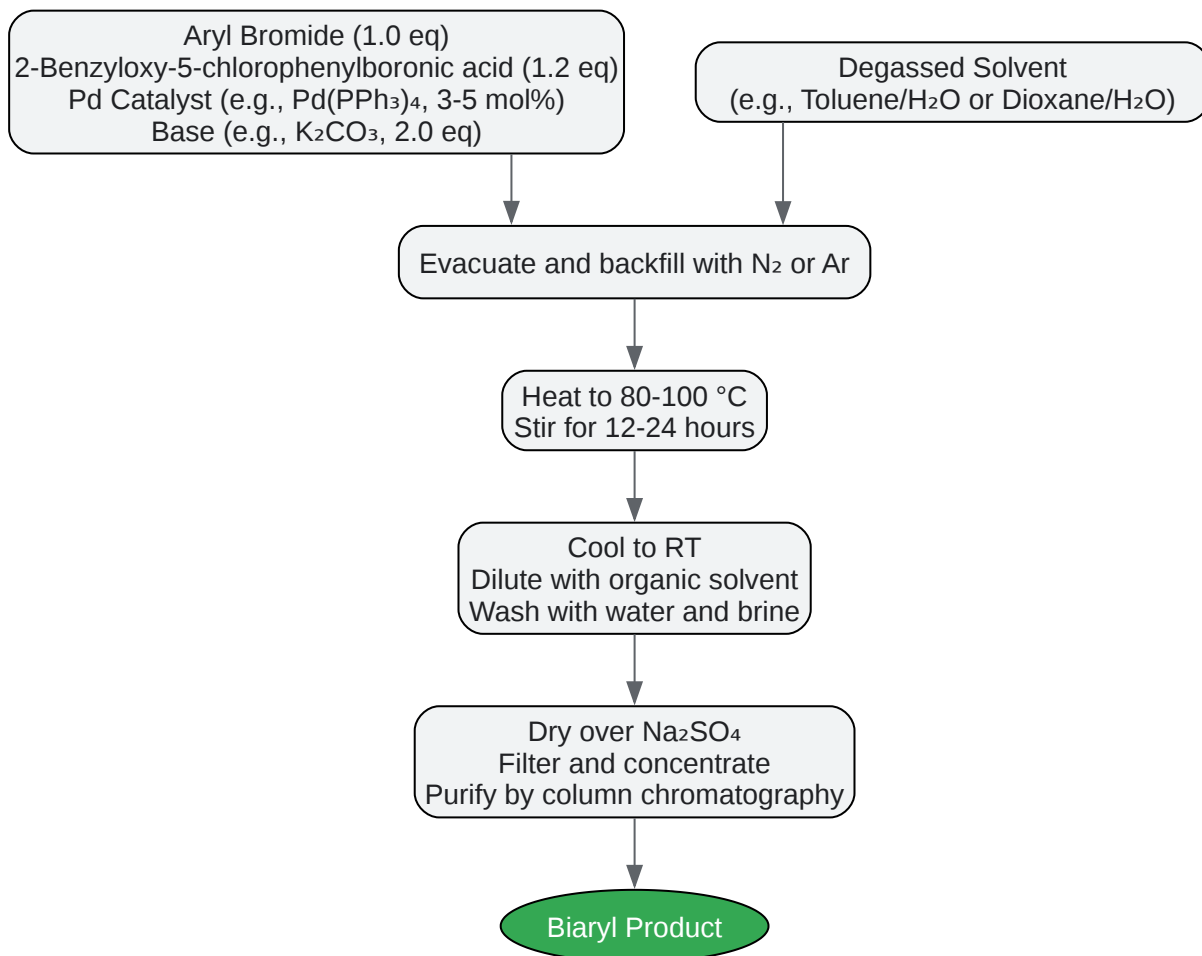 Aryl Bromide (1.0 eq)
2-Benzyloxy-5-chlorophenylboronic acid (1.2 eq)
Pd Catalyst (e.g., Pd(PPh₃)₄, 3-5 mol%)
Base (e.g., K₂CO₃, 2.0 eq)
Degassed Solvent
(e.g., Toluene/H₂O or Dioxane/H₂O)
Evacuate and backfill with N₂ or Ar
Heat to 80-100 °C
Stir for 12-24 hours
Cool to RT
Dilute with organic solvent
Wash with water and brine
Dry over Na₂SO₄
Filter and concentrate
Purify by column chromatography
Biaryl Product